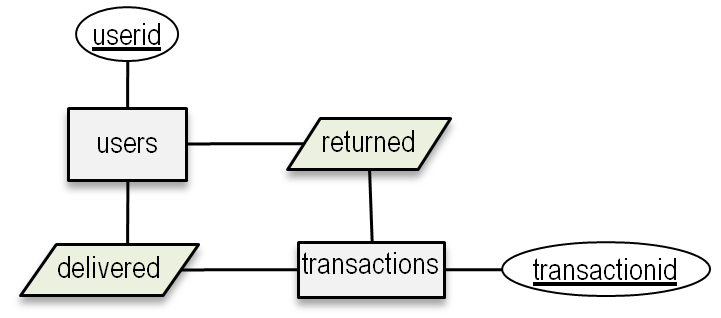 userid
users
returned
delivered
transactions
transactionid